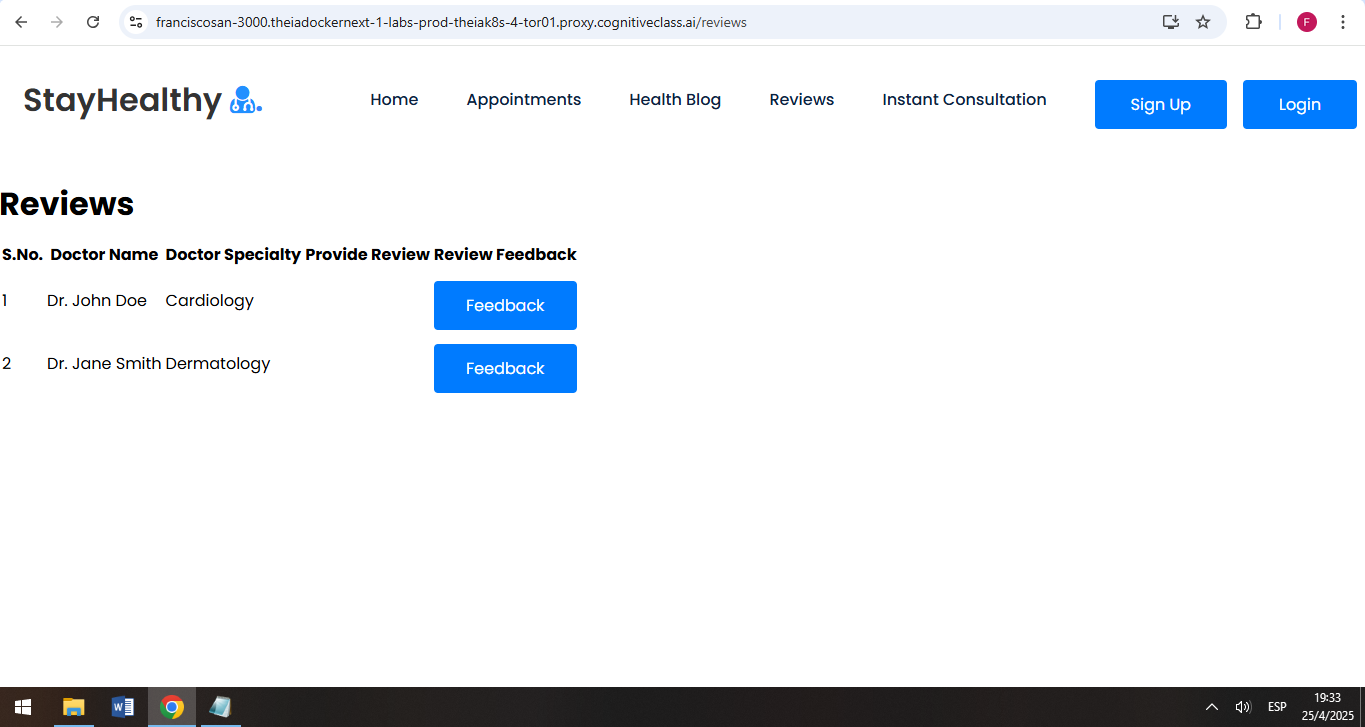 franciscosan-3000.theiadockernext-1-labs-prod-theiak8s-4-tor01.proxy.cognitiveclass.ai/reviews
F
StayHealthy
Home Appointments Health Blog Reviews Instant Consultation Sign Up Login
Reviews
S.No. Doctor Name Doctor Specialty Provide Review Review Feedback
1 Dr. John Doe Cardiology Feedback
2 Dr. Jane Smith Dermatology Feedback
ESP
19:33
25/4/2025